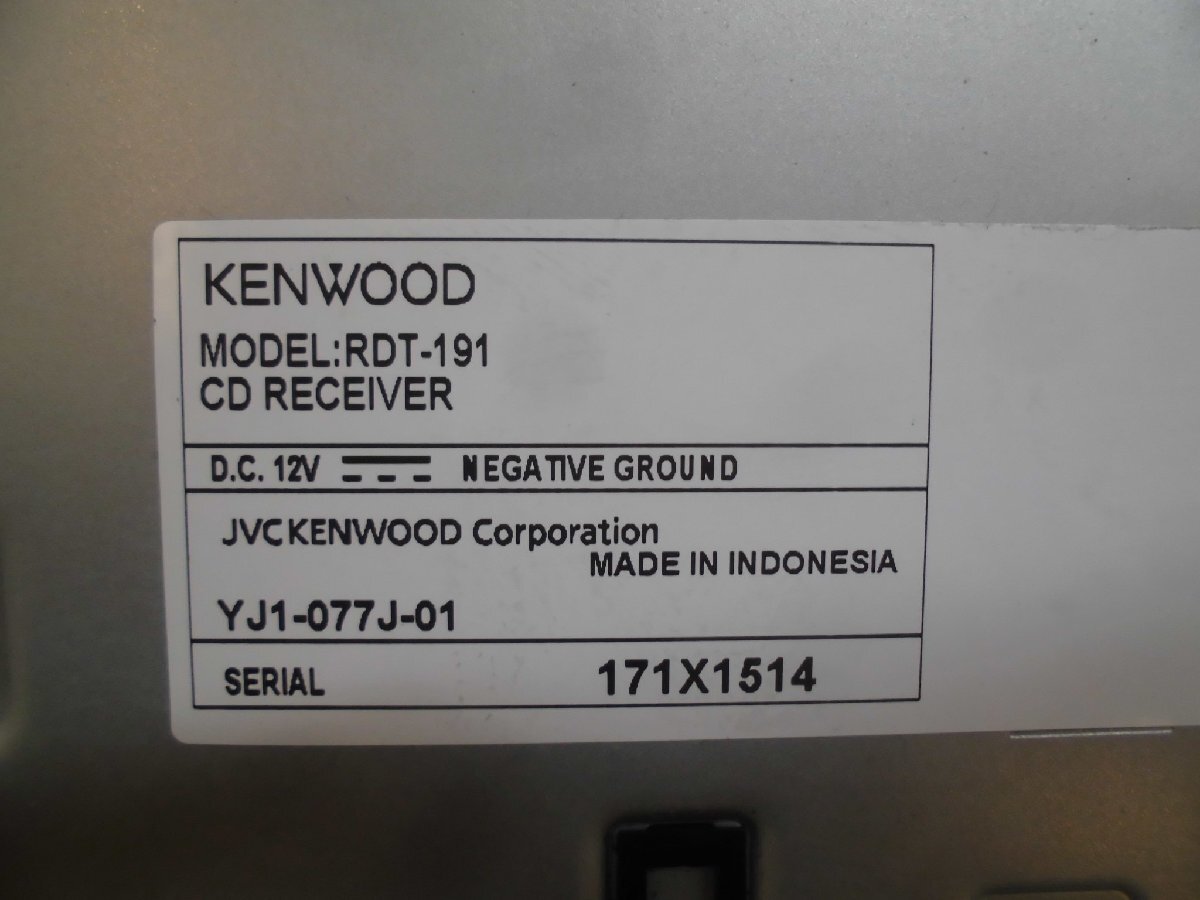 KENWOOD
MODEL:RDT-191
CD RECEIVER
D.C. 12V NEGATIVE GROUND
JVCKENWOOD Corporation
MADE IN INDONESIA
YJ1-077J-01
SERIAL 171X1514